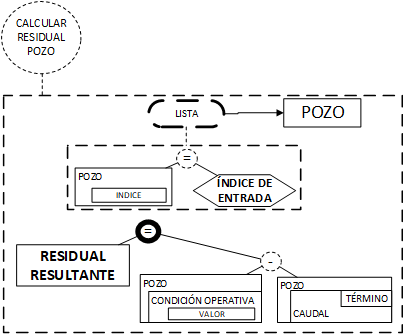 CALCULAR
RESIDUAL
POZO
LISTA
POZO
=
POZO
INDICE
ÍNDICE DE
ENTRADA
=
RESIDUAL
RESULTANTE
-
POZO
CONDICIÓN OPERATIVA
VALOR
POZO
TÉRMINO
CAUDAL